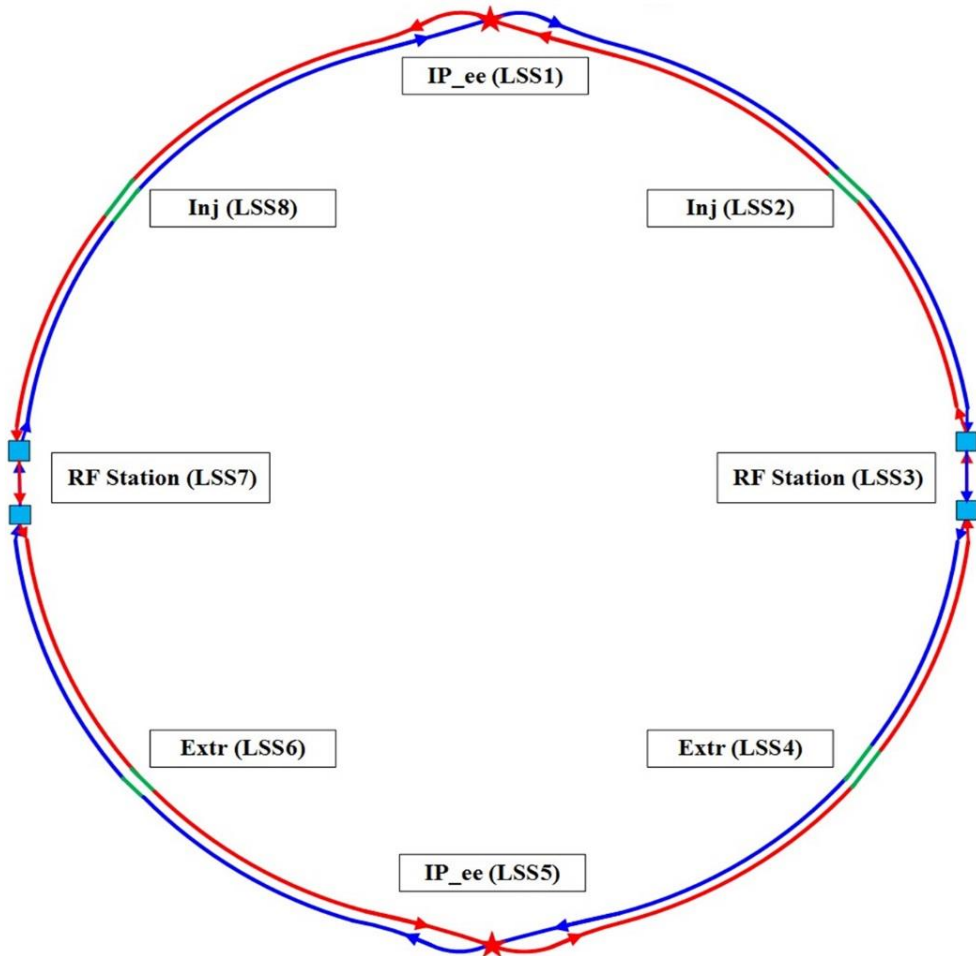 IP_ee (LSS1)
Inj (LSS8)
Inj (LSS2)
RF Station (LSS7)
RF Station (LSS3)
Extr (LSS6)
Extr (LSS4)
IP_ee (LSS5)